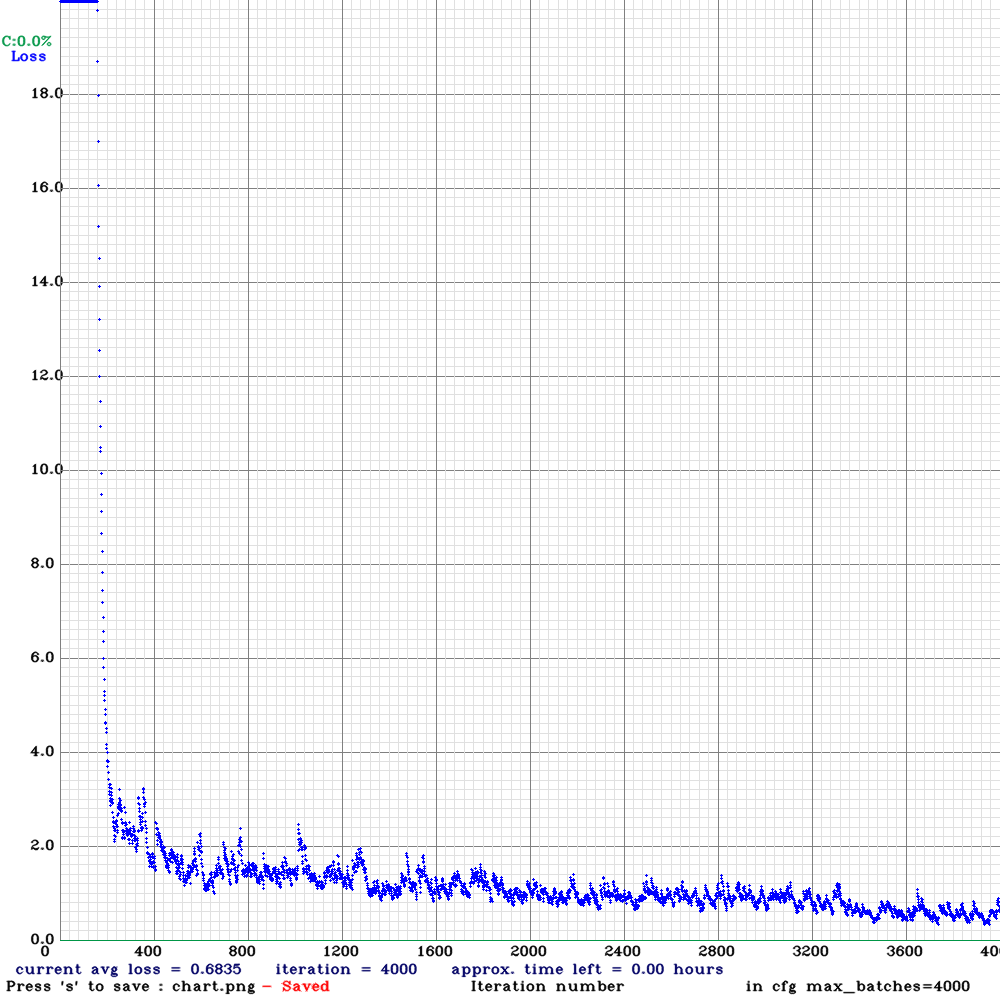 C:0.0%
Loss
18.0
16.0
14.0
12.0
10.0
8.0
6.0
4.0
2.0
0.0
0 400 800 1200 1600 2000 2400 2800 3200 3600 400
current avg loss = 0.6835 iteration = 4000 approx. time left = 0.00 hours
Press 's' to save : chart.png - Saved Iteration number in cfg max_batches=4000